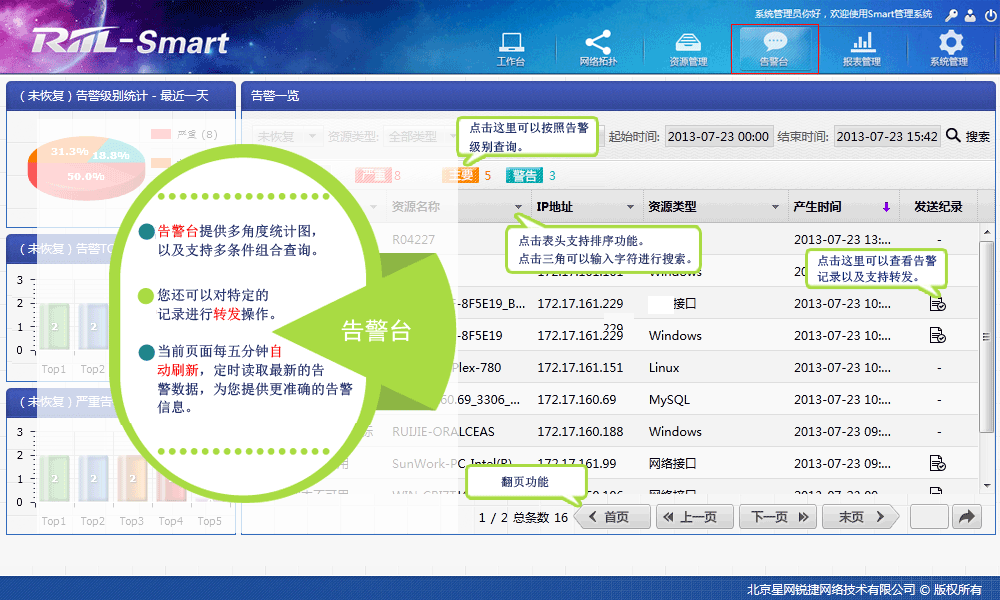 系统管理员你好，欢迎使用Smart管理系统
RIIL-Smart
工作台 网络拓扑 资源管理 告警台 报表管理 系统管理
（未恢复）告警级别统计 - 最近一天
告警一览
31.3% 18.8% 50.0%
严重 (8)
未恢复 资源类型: 全部类型
点击这里可以按照告警
级别查询。
起始时间: 2013-07-23 00:00 结束时间: 2013-07-23 15:42 搜索
严重 8 主要 5 警告 3
资源名称 IP地址 资源类型 产生时间 发送纪录
点击表头支持排序功能。
点击三角可以输入字符进行搜索。
点击这里可以查看告警
记录以及支持转发。
R04227 2013-07-23 13:... -
Windows
-8F5E19_B... 172.17.161.229 接口 2013-07-23 10:...
-8F5E19 172.17.161.229 Windows 2013-07-23 10:...
229
Plex-780 172.17.161.151 Linux 2013-07-23 10:... -
60.69_3306_... 172.17.160.69 MySQL 2013-07-23 10:... -
RUIJIE-ORALCEAS 172.17.160.188 Windows 2013-07-23 09:... -
SunWork-PC-Intel(R) 172.17.161.99 网络接口 2013-07-23 09:...
网络接口 2013-07-23 09:...
告警台提供多角度统计图，
以及支持多条件组合查询。
您还可以对特定的
记录进行转发操作。
当前页面每五分钟自
动刷新，定时读取最新的告
警数据，为您提供更准确的告警
信息。
告警台
（未恢复）告警TO
3
2
1
0
2 2
Top1 Top2
（未恢复）严重告
3
2
1
0
2 2 2 2
Top1 Top2 Top3 Top4 Top5
翻页功能
1 / 2 总条数 16 首页 上一页 下一页 末页
北京星网锐捷网络技术有限公司 © 版权所有